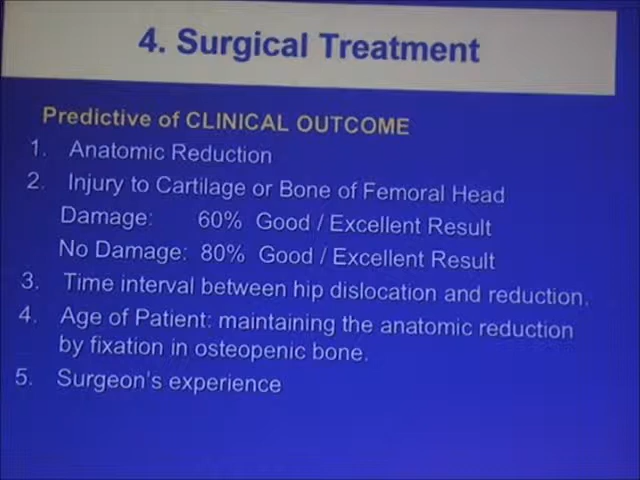 4. Surgical Treatment
Predictive of CLINICAL OUTCOME
1. Anatomic Reduction
2. Injury to Cartilage or Bone of Femoral Head
Damage: 60% Good / Excellent Result
No Damage: 80% Good / Excellent Result
3. Time interval between hip dislocation and reduction.
4. Age of Patient: maintaining the anatomic reduction
by fixation in osteopenic bone.
5. Surgeon's experience